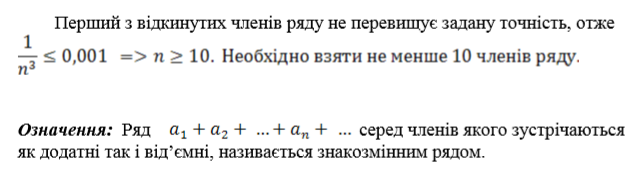 Перший з відкинутих членів ряду не перевищує задану точність, отже
1/n³ ≤ 0,001 => n ≥ 10. Необхідно взяти не менше 10 членів ряду.
Означення: Ряд a₁ + a₂ + … + aₙ + … серед членів якого зустрічаються
як додатні так і від’ємні, називається знакозмінним рядом.